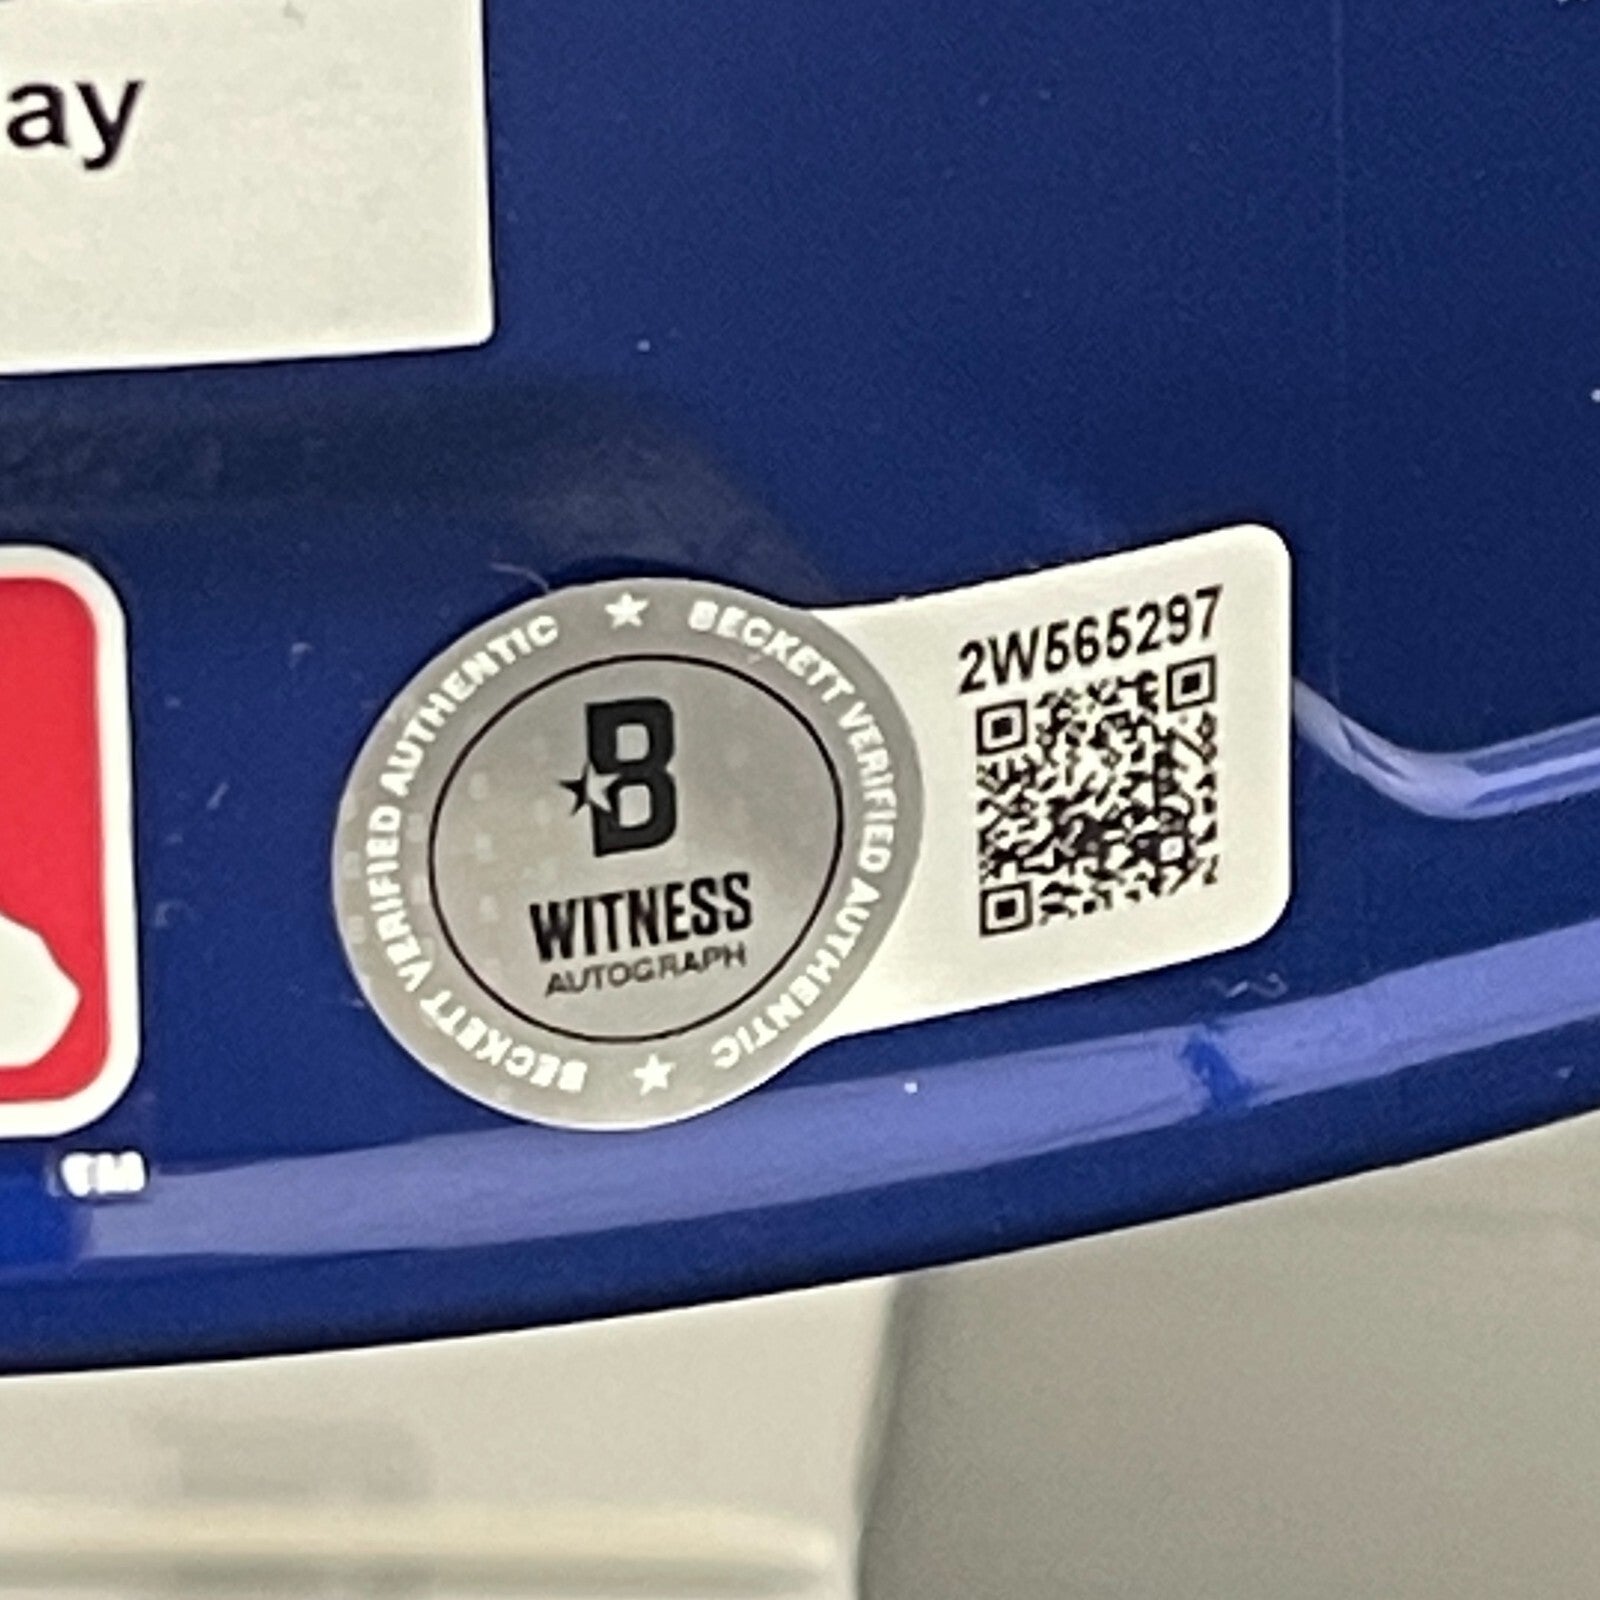 ay
BECKETT VERIFIED AUTHENTIC ★ BECKETT VERIFIED AUTHENTIC ★
B
WITNESS
AUTOGRAPH
2W565297
TM